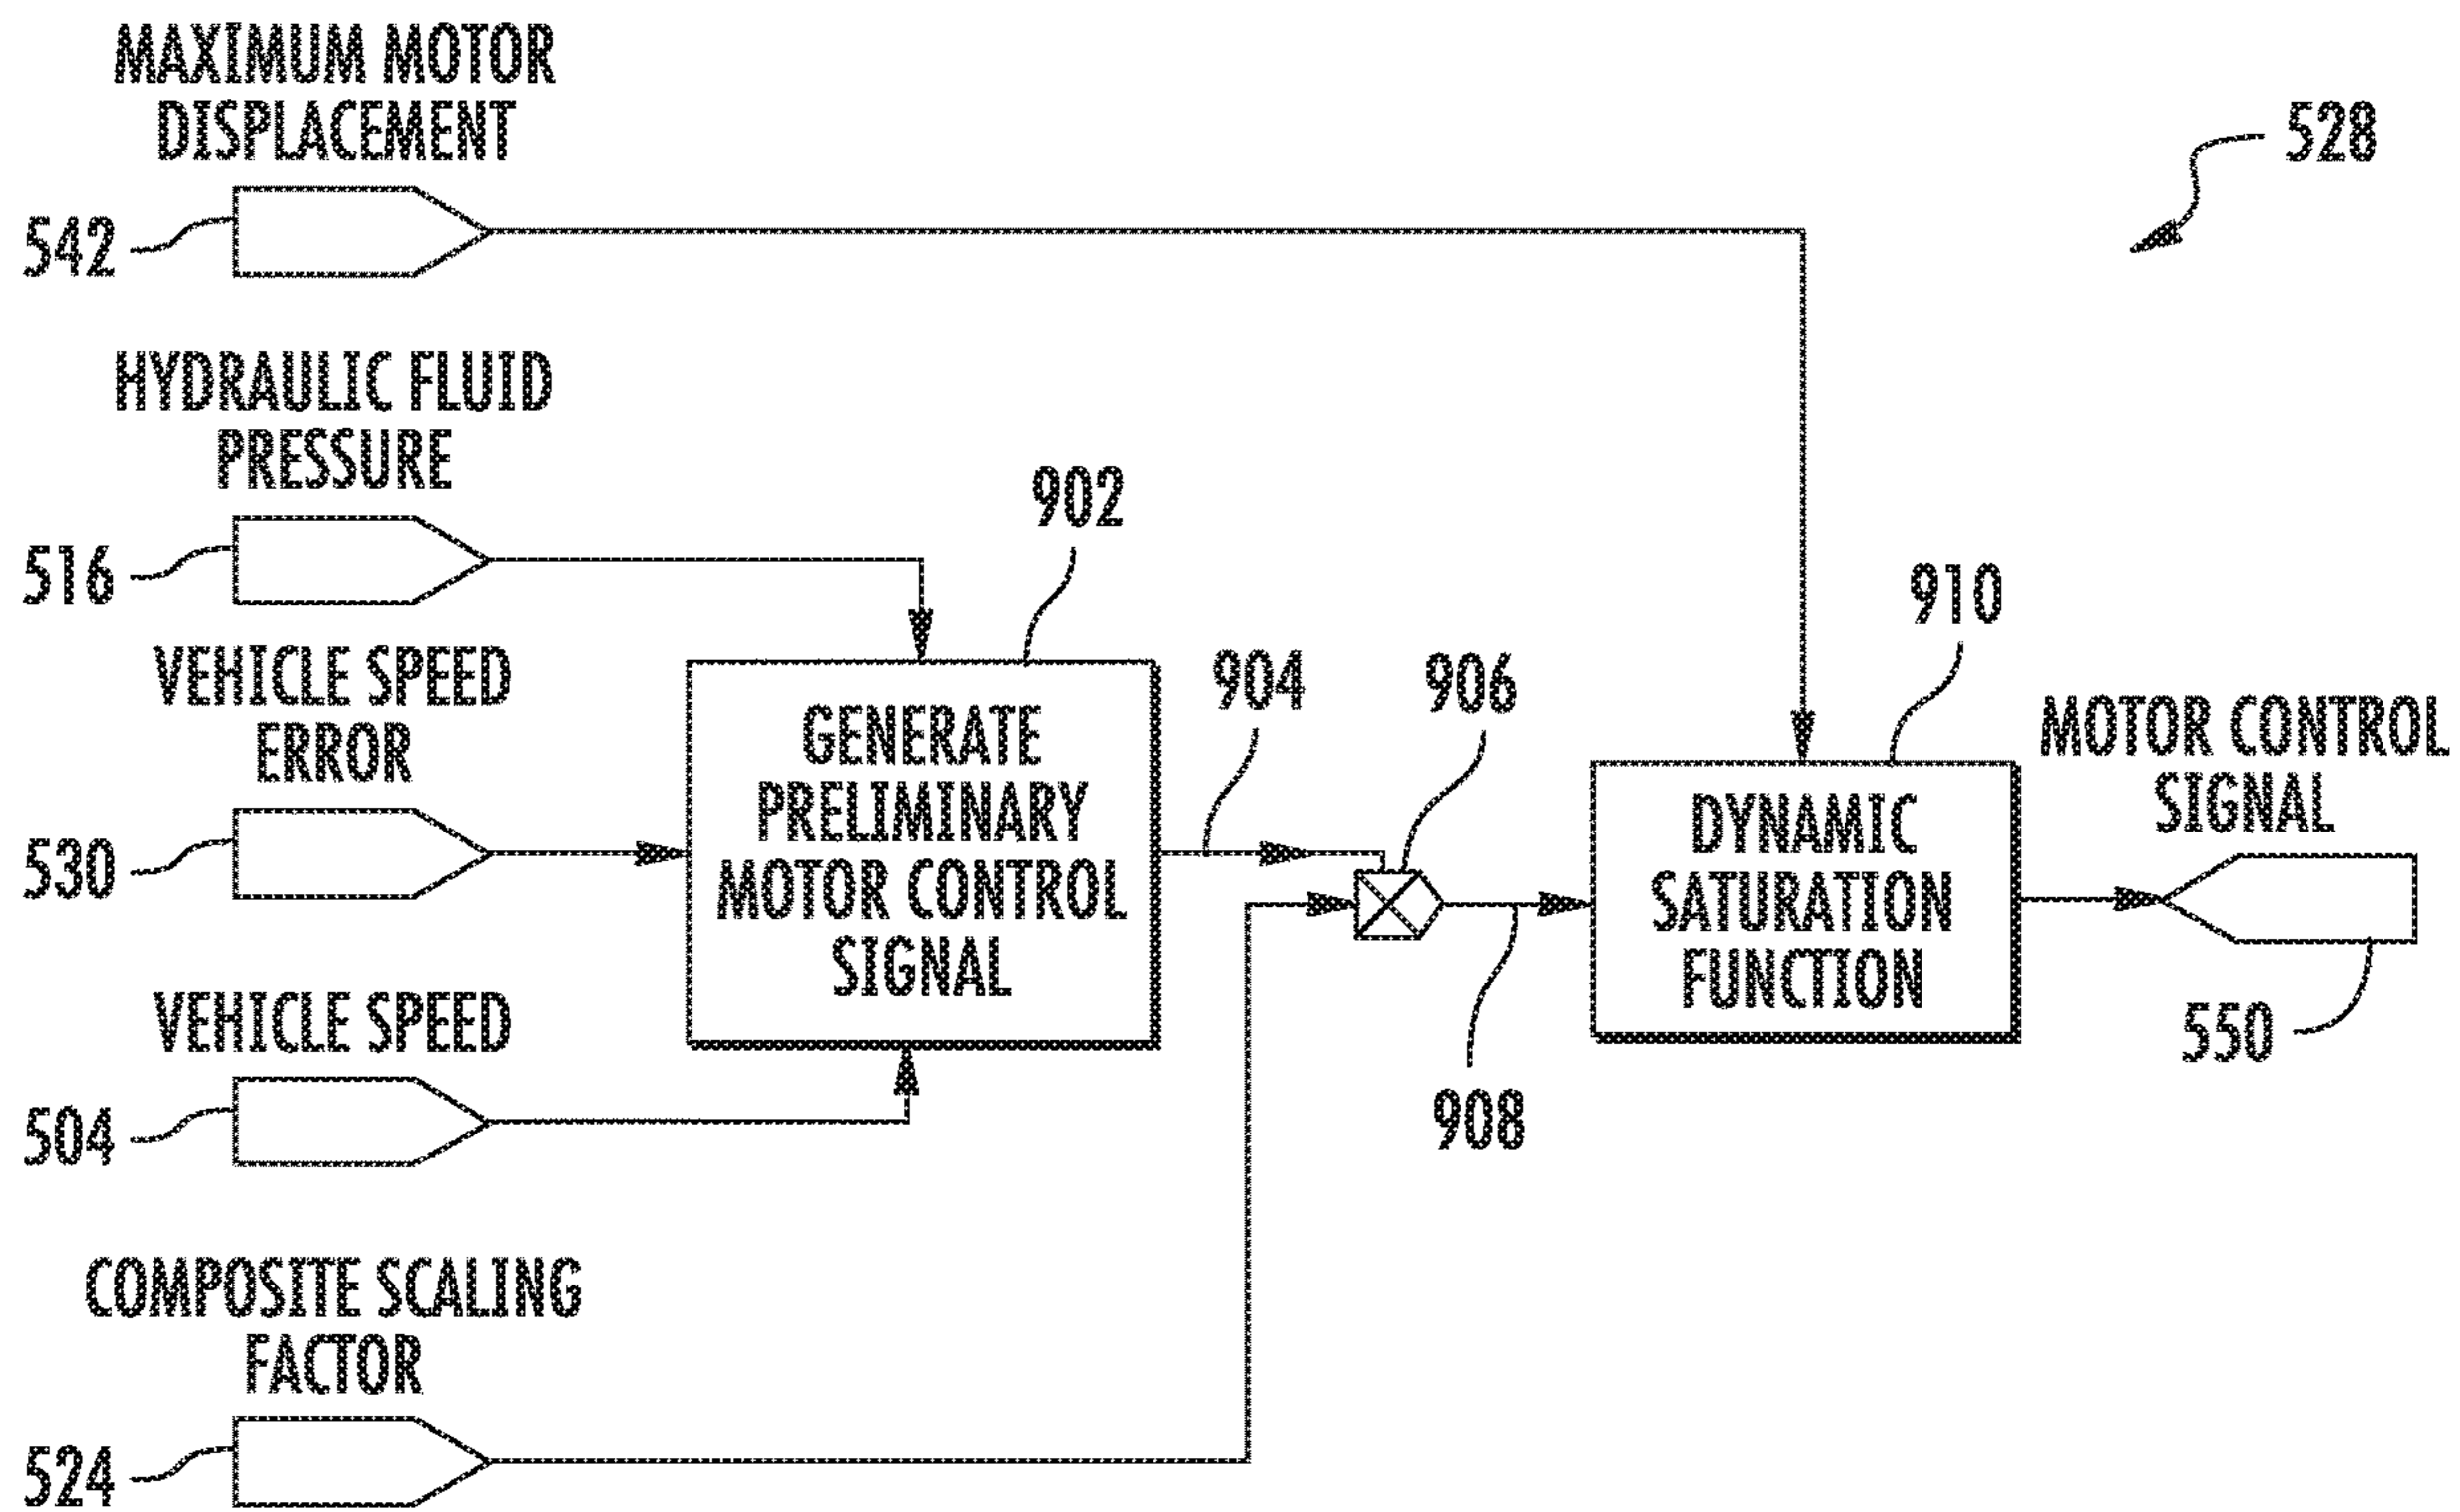 MAXIMUM MOTOR
DISPLACEMENT
528
542
HYDRAULIC FLUID
PRESSURE
902
516
910
VEHICLE SPEED
ERROR
904
906
GENERATE
PRELIMINARY
MOTOR CONTROL
SIGNAL
MOTOR CONTROL
SIGNAL
DYNAMIC
SATURATION
FUNCTION
530
VEHICLE SPEED
550
504
908
COMPOSITE SCALING
FACTOR
524